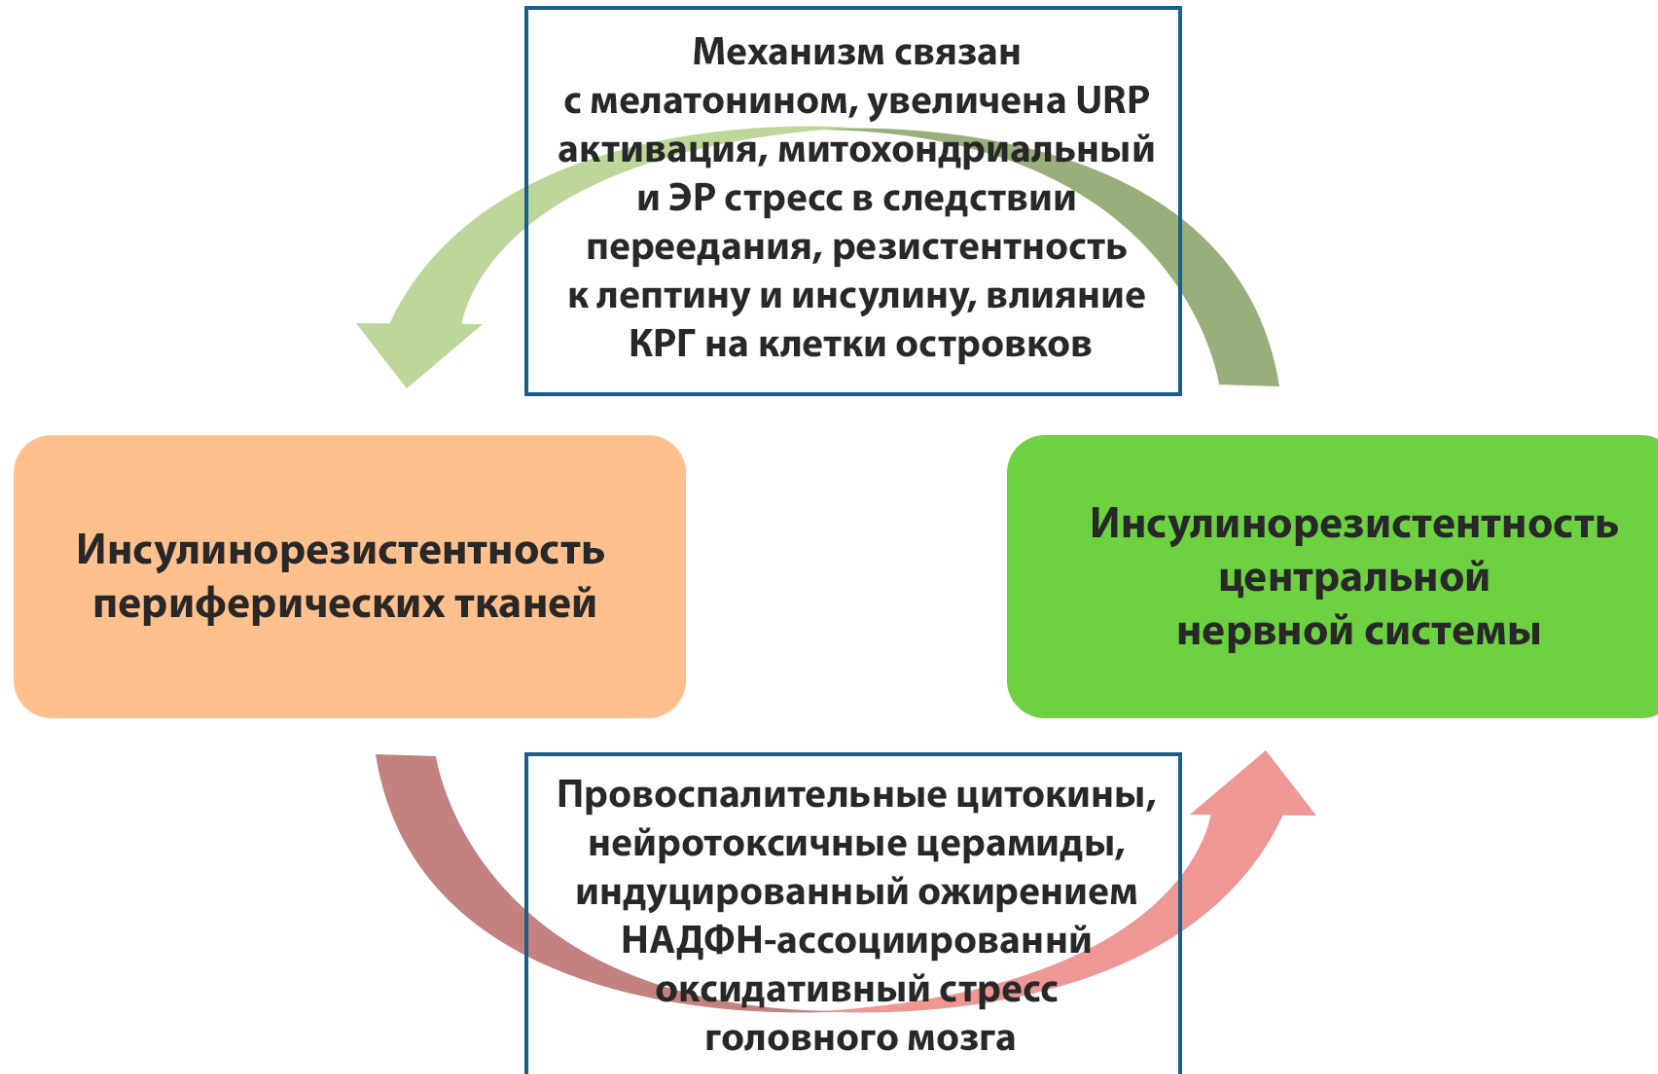 Механизм связан
с мелатонином, увеличена URP
активация, митохондриальный
и ЭР стресс в следствии
переедания, резистентность
к лептину и инсулину, влияние
КРГ на клетки островков
Инсулинорезистентность
периферических тканей
Инсулинорезистентность
центральной
нервной системы
Провоспалительные цитокины,
нейротоксичные церамиды,
индуцированный ожирением
НАДФН-ассоциированнй
оксидативный стресс
головного мозга